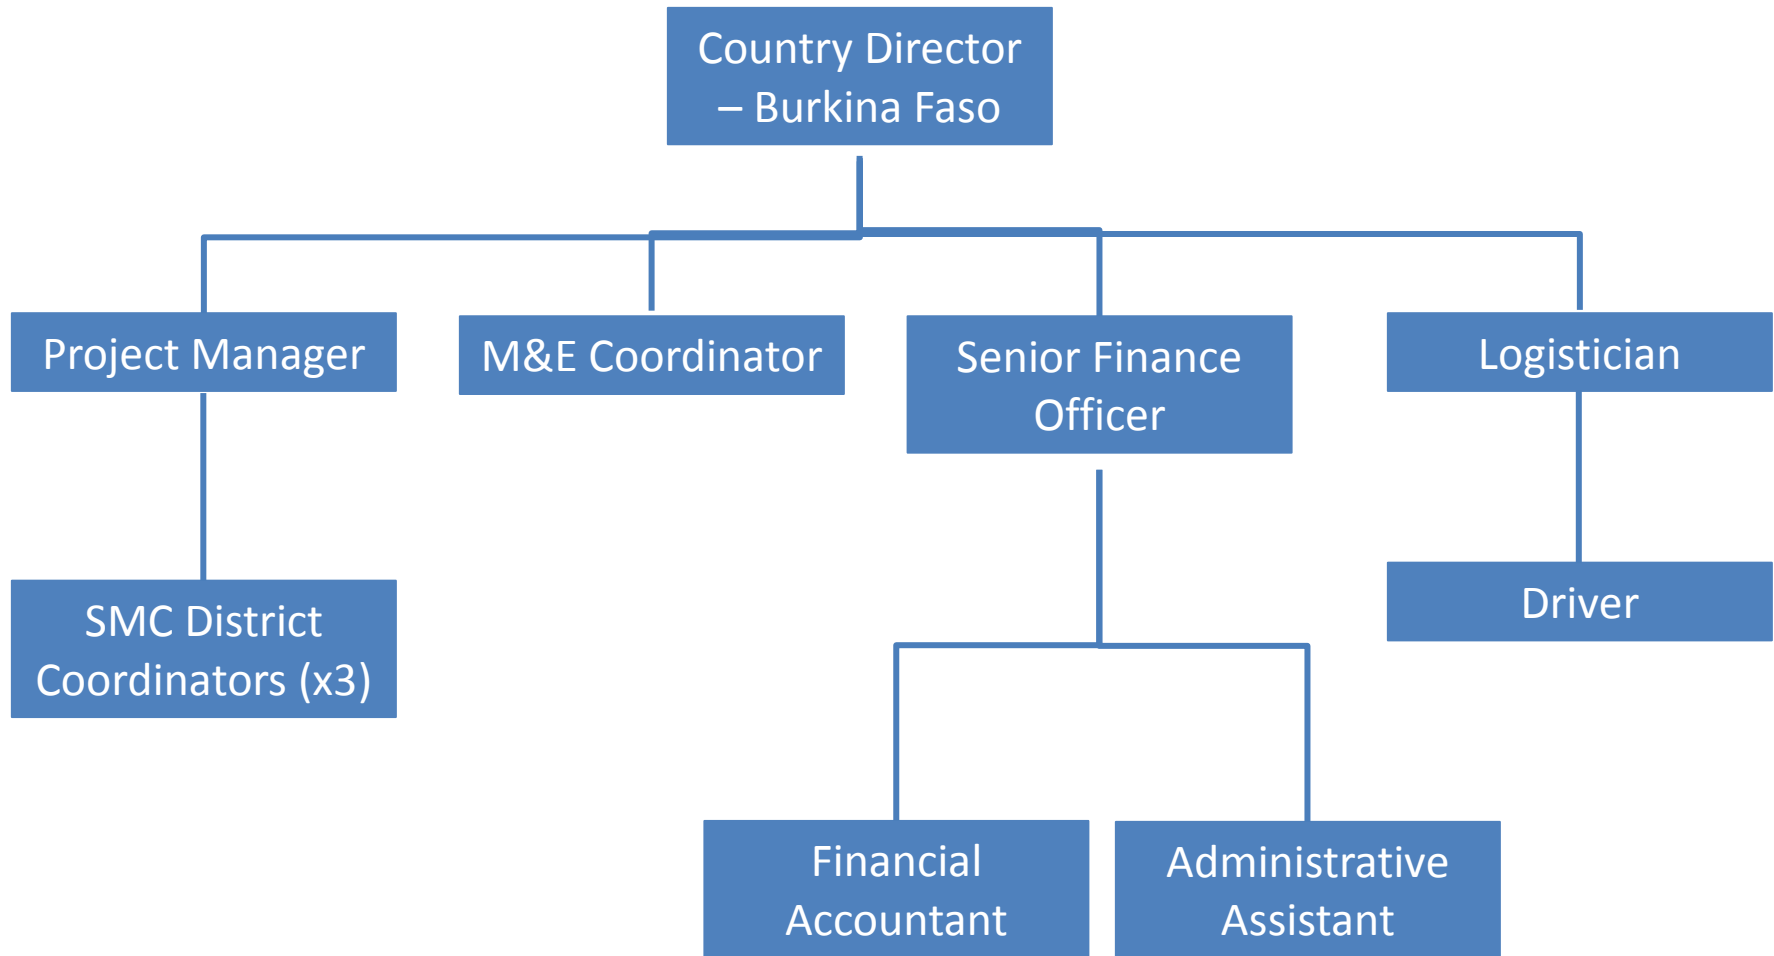 Country Director
– Burkina Faso
Project Manager
M&E Coordinator
Senior Finance
Officer
Logistician
SMC District
Coordinators (x3)
Driver
Financial
Accountant
Administrative
Assistant